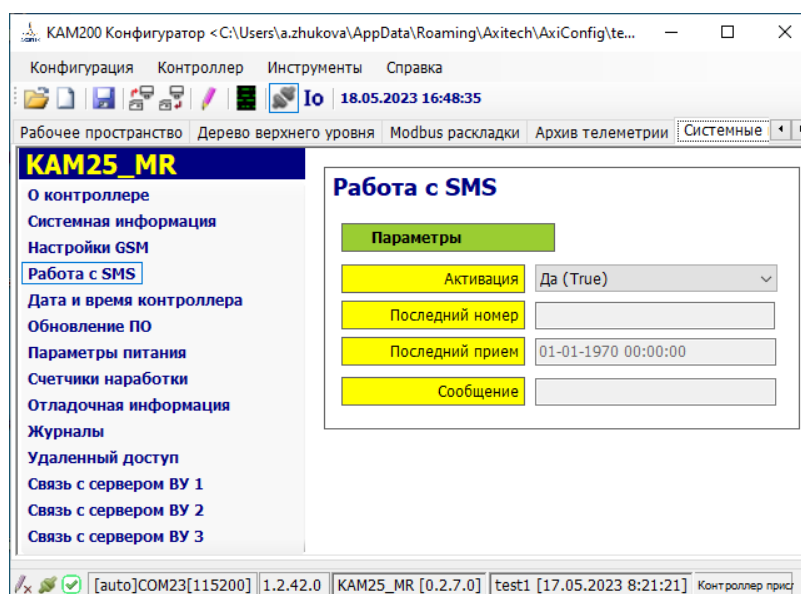 KAM200 Конфигуратор <C:\Users\a.zhukova\AppData\Roaming\Axitech\AxiConfig\te...
Конфигурация Контроллер Инструменты Справка
Io 18.05.2023 16:48:35
Рабочее пространство Дерево верхнего уровня Modbus раскладки Архив телеметрии Системные
KAM25_MR
О контроллере
Системная информация
Настройки GSM
Работа с SMS
Дата и время контроллера
Обновление ПО
Параметры питания
Счетчики наработки
Отладочная информация
Журналы
Удаленный доступ
Связь с сервером ВУ 1
Связь с сервером ВУ 2
Связь с сервером ВУ 3
Работа с SMS
Параметры
Активация Да (True)
Последний номер
Последний прием 01-01-1970 00:00:00
Сообщение
[auto]COM23[115200] 1.2.42.0 KAM25_MR [0.2.7.0] test1 [17.05.2023 8:21:21] Контроллер